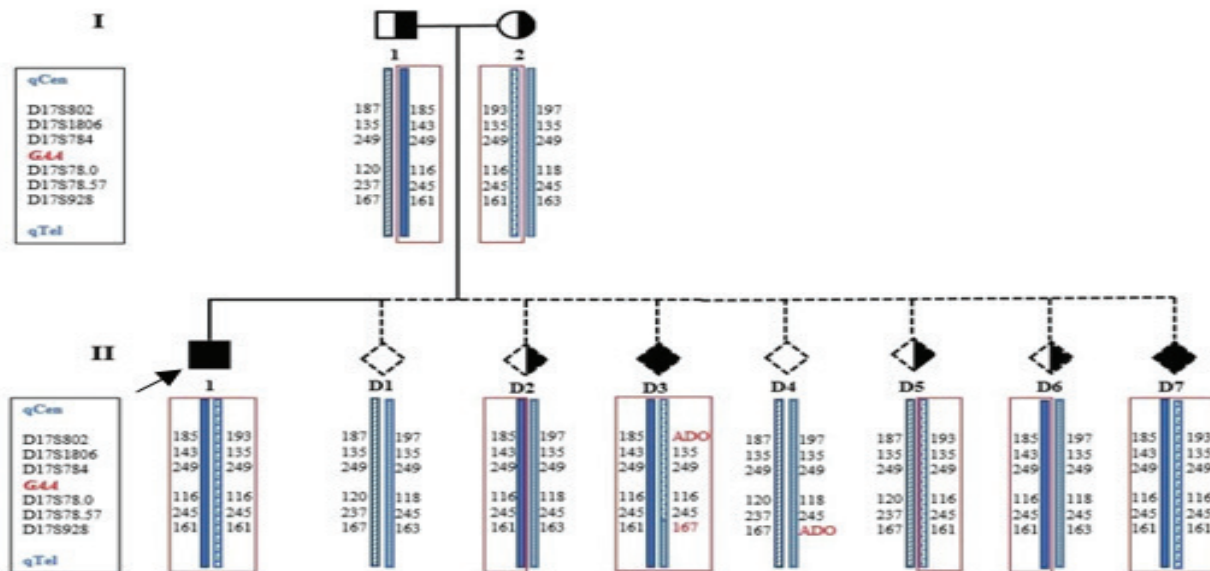 I
1 2
qCen
D17S802 187 185 193 197
D17S1806 135 143 135 135
D17S784 249 249 249 249
GAA
D17S78.0 120 116 116 118
D17S78.57 237 245 245 245
D17S928 167 161 161 163
qTel
II
1 D1 D2 D3 D4 D5 D6 D7
qCen
D17S802 185 193 187 197 185 197 185 ADO 187 197 187 193 185 197 185 193
D17S1806 143 135 135 135 143 135 143 135 135 135 135 135 143 135 143 135
D17S784 249 249 249 249 249 249 249 249 249 249 249 249 249 249 249 249
GAA
D17S78.0 116 116 120 118 116 118 116 116 120 118 120 116 116 118 116 116
D17S78.57 245 245 237 245 245 245 245 245 237 245 237 245 245 245 245 245
D17S928 161 161 167 163 161 163 161 167 167 ADO 167 161 161 163 161 161
qTel